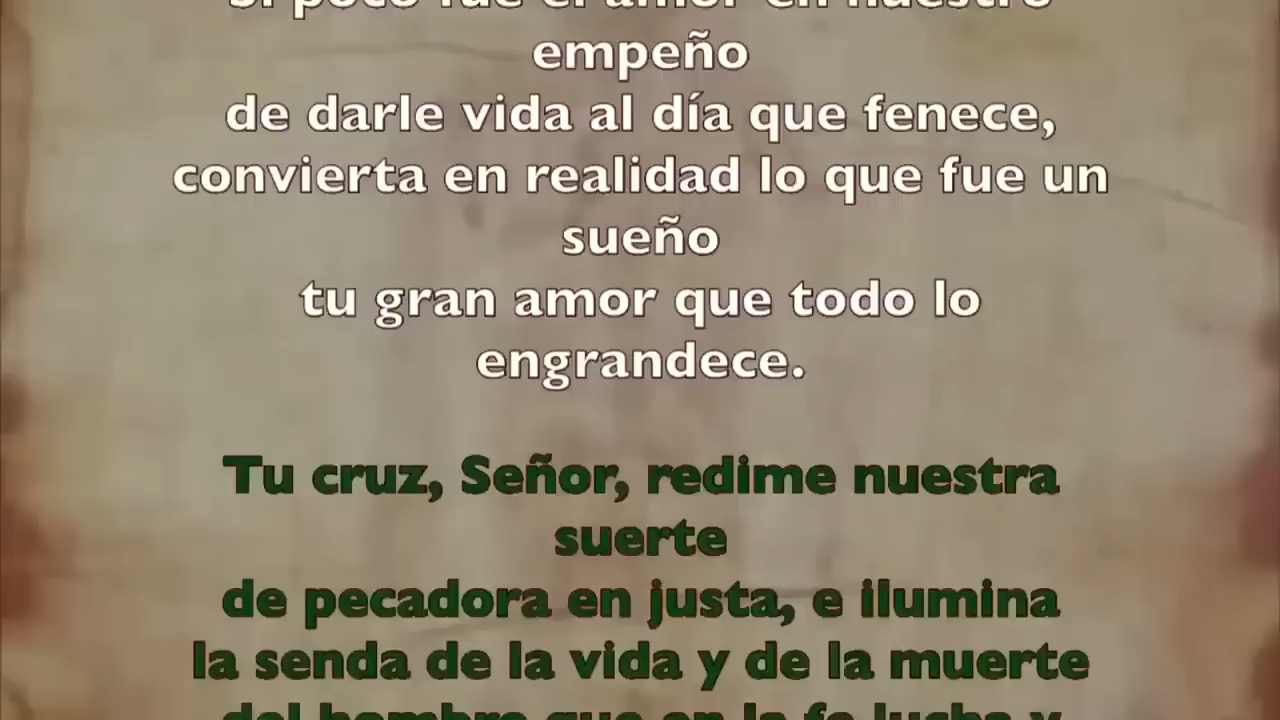 Si poco fue el amor en nuestro
empeño
de darle vida al día que fenece,
convierta en realidad lo que fue un
sueño
tu gran amor que todo lo
engrandece.
Tu cruz, Señor, redime nuestra
suerte
de pecadora en justa, e ilumina
la senda de la vida y de la muerte
del hombre que en la fe lucha y